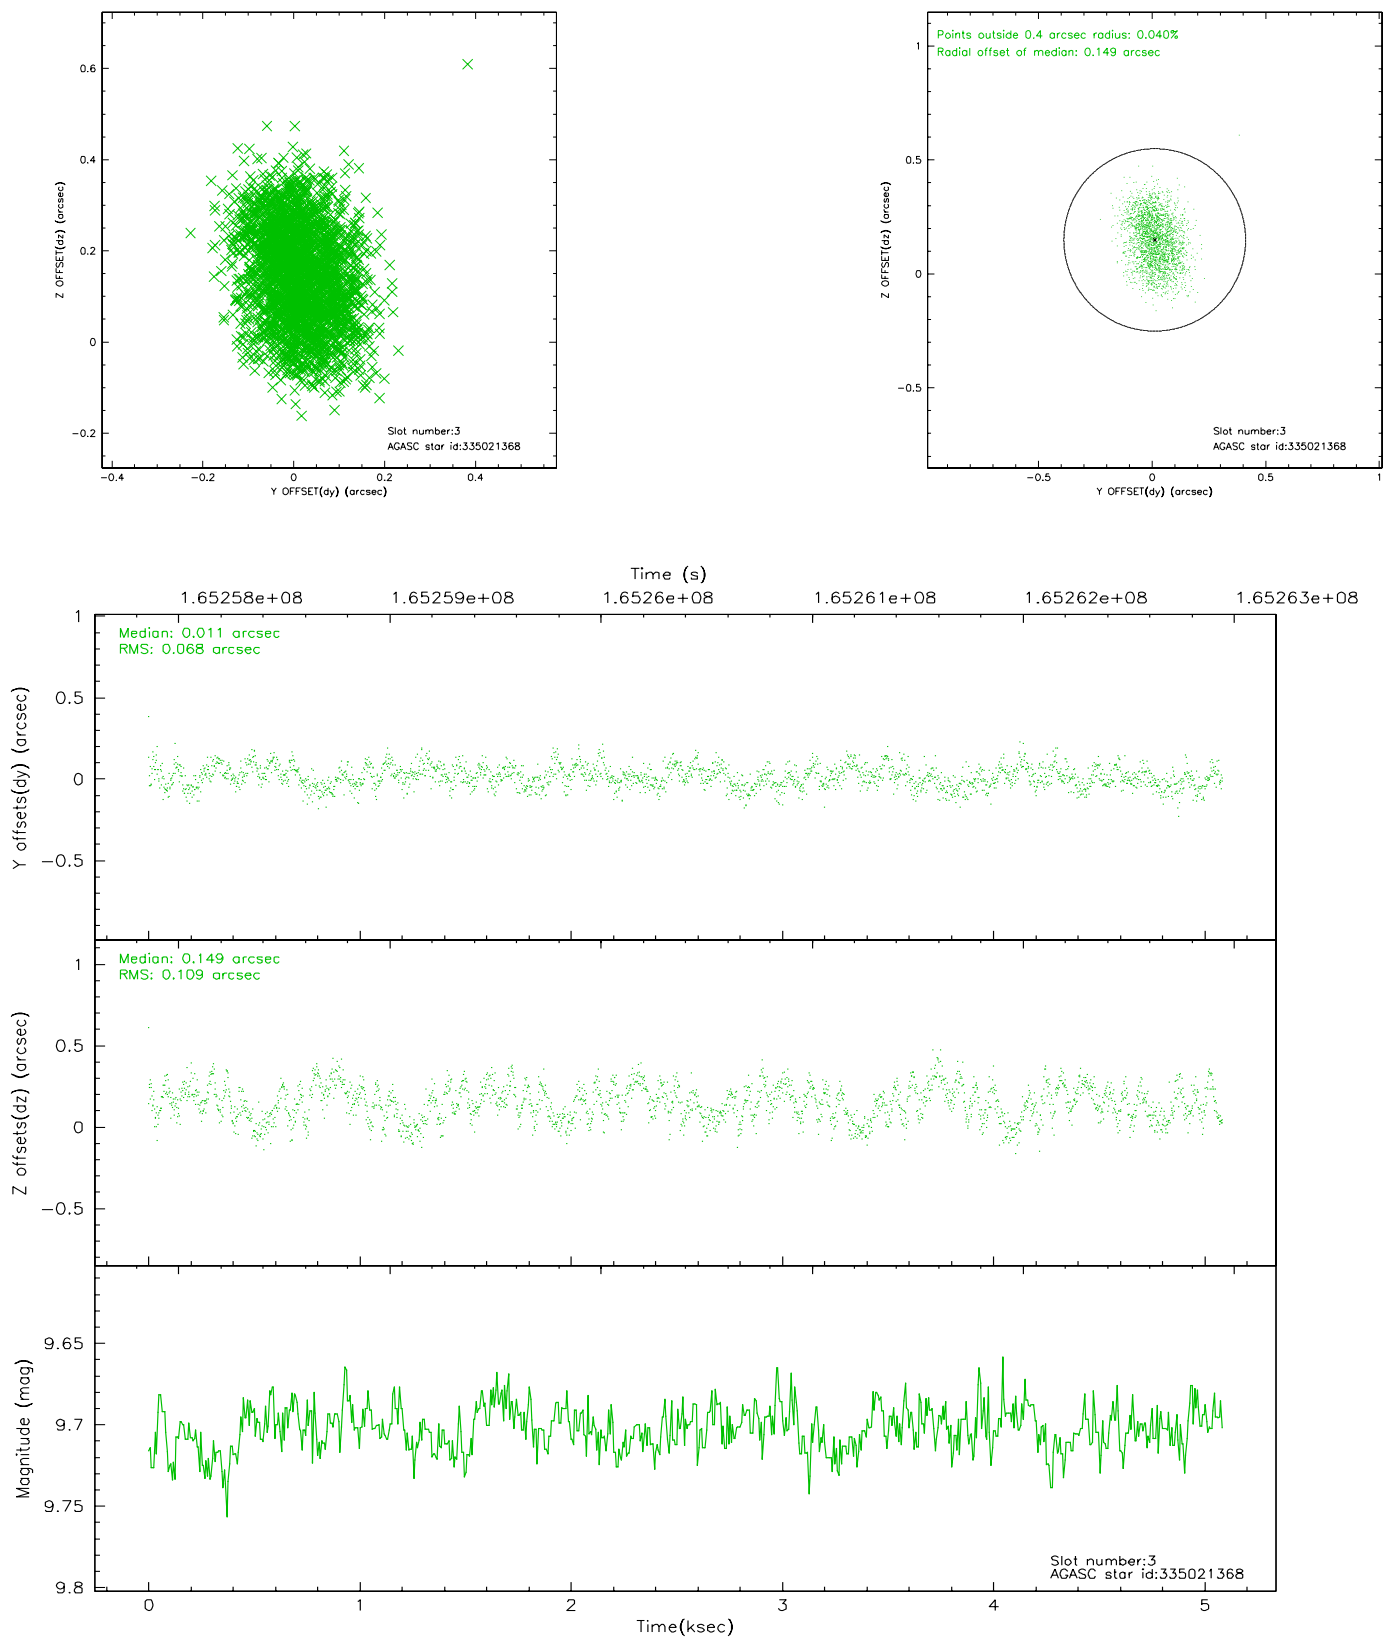 0.6
0.4
0.2
0
−0.2
−0.4
−0.2
0
0.2
0.4
Z OFFSET(dz) (arcsec)
Y OFFSET(dy) (arcsec)
Slot number:3
AGASC star id:335021368
Points outside 0.4 arcsec radius: 0.040%
Radial offset of median: 0.149 arcsec
1
0.5
0
−0.5
−0.5
0
0.5
1
Z OFFSET(dz) (arcsec)
Y OFFSET(dy) (arcsec)
Slot number:3
AGASC star id:335021368
Time (s)
1.65258e+08
1.65259e+08
1.6526e+08
1.65261e+08
1.65262e+08
1.65263e+08
Median: 0.011 arcsec
RMS: 0.068 arcsec
1
0.5
0
−0.5
Y offsets(dy) (arcsec)
Median: 0.149 arcsec
RMS: 0.109 arcsec
1
0.5
0
−0.5
Z offsets(dz) (arcsec)
9.65
9.7
9.75
9.8
Magnitude (mag)
Slot number:3
AGASC star id:335021368
0
1
2
3
4
5
Time(ksec)